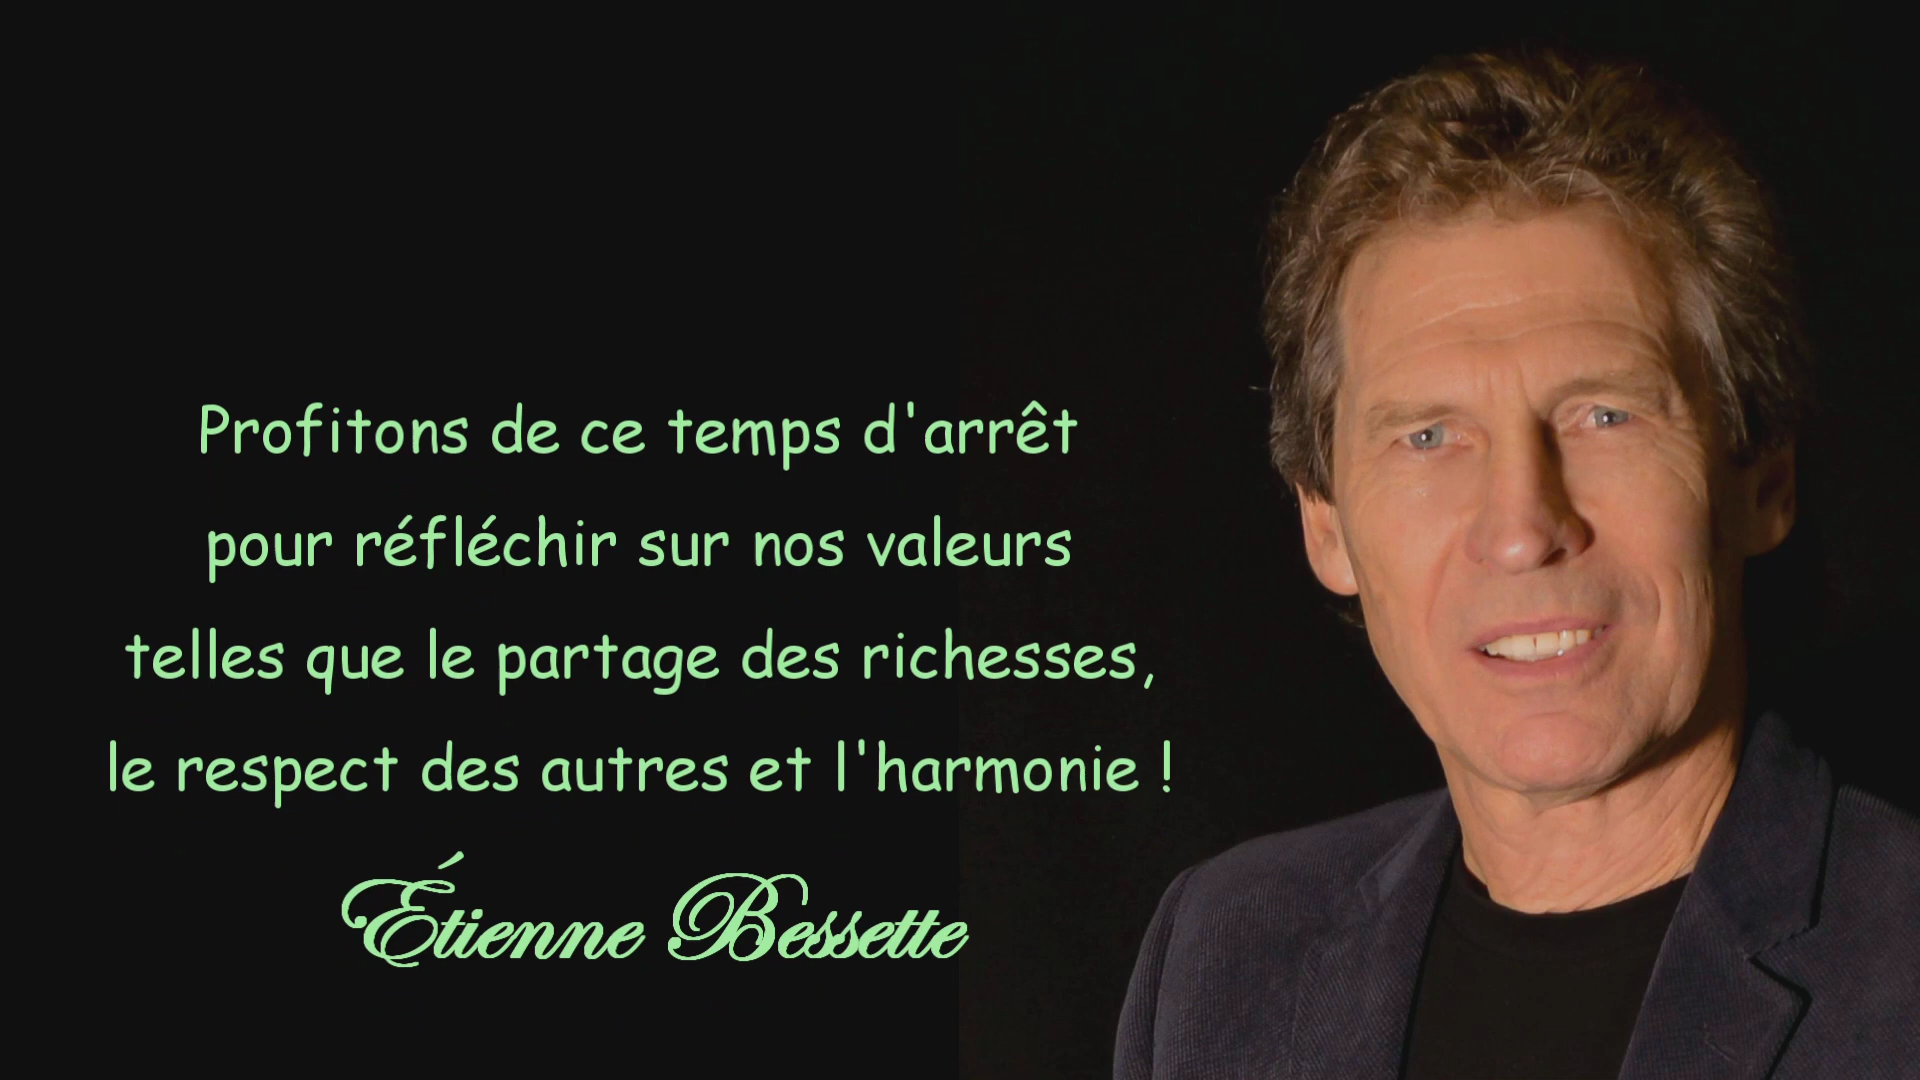 Profitons de ce temps d'arrêt
pour réfléchir sur nos valeurs
telles que le partage des richesses,
le respect des autres et l'harmonie !
Étienne Bessette